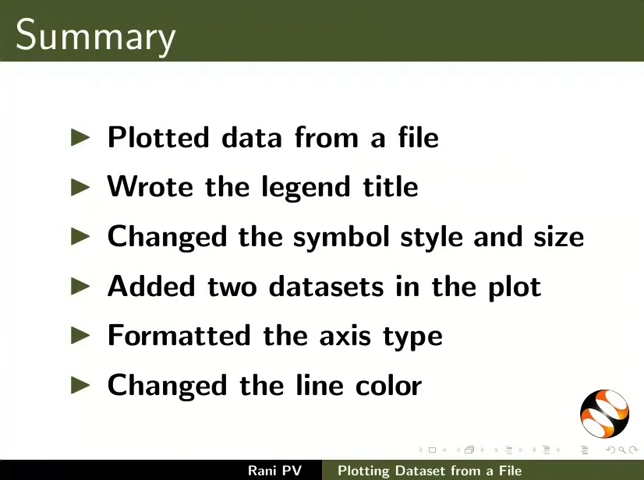 Summary
Plotted data from a file
Wrote the legend title
Changed the symbol style and size
Added two datasets in the plot
Formatted the axis type
Changed the line color
Rani PV Plotting Dataset from a File